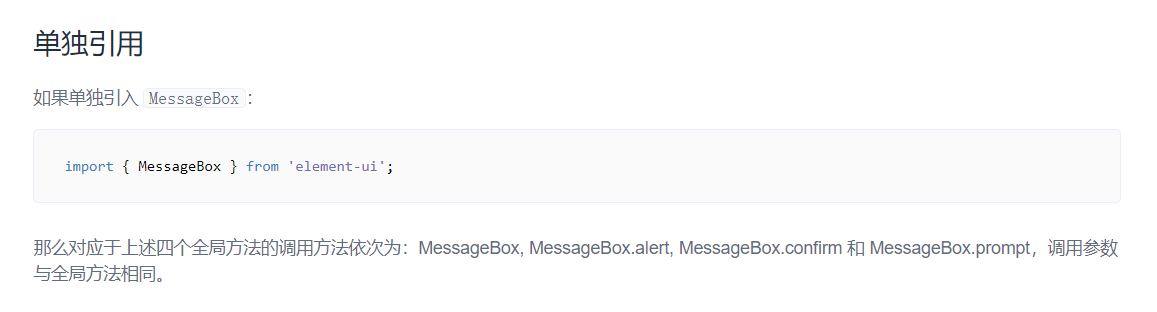 单独引用
如果单独引入 MessageBox：
import { MessageBox } from 'element-ui';
那么对应于上述四个全局方法的调用方法依次为：MessageBox, MessageBox.alert, MessageBox.confirm 和 MessageBox.prompt，调用参数
与全局方法相同。